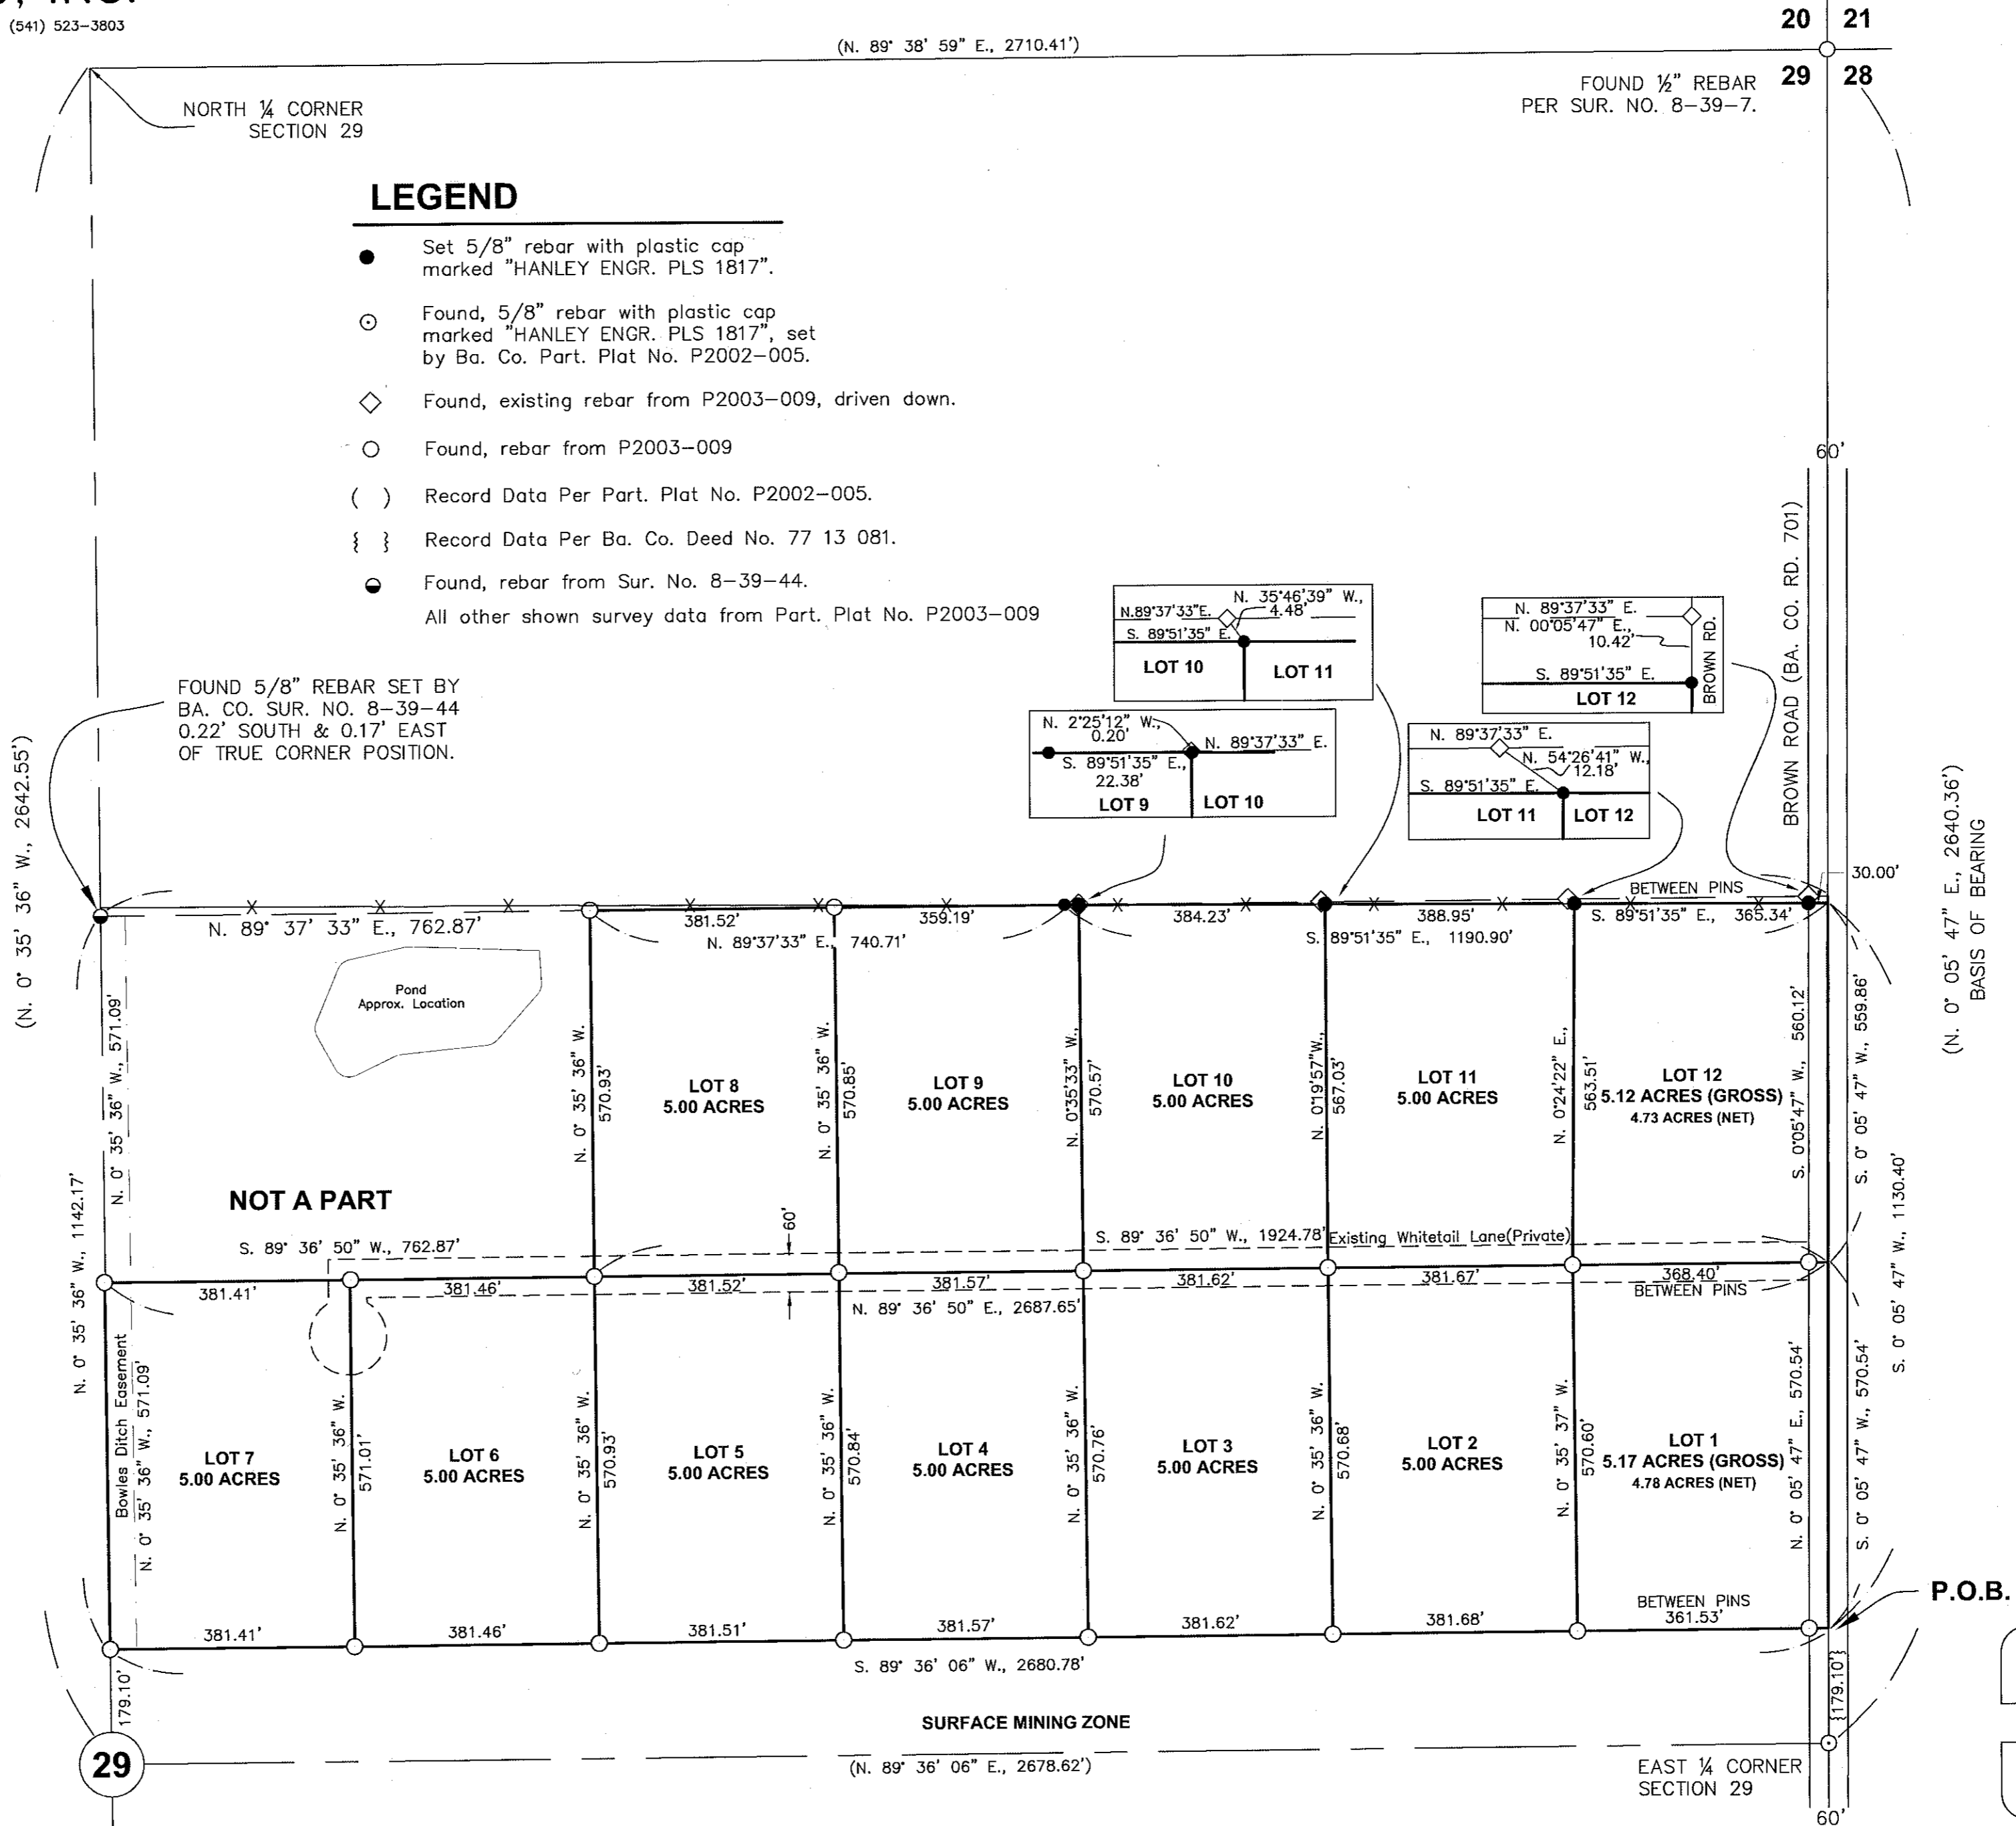 (541) 523-3803
20 21
(N. 89° 38' 59" E., 2710.41')
29 28
FOUND ½" REBAR
PER SUR. NO. 8-39-7.
NORTH ¼ CORNER
SECTION 29
LEGEND
Set 5/8" rebar with plastic cap
marked "HANLEY ENGR. PLS 1817".
Found, 5/8" rebar with plastic cap
marked "HANLEY ENGR. PLS 1817", set
by Ba. Co. Part. Plat No. P2002-005.
Found, existing rebar from P2003-009, driven down.
Found, rebar from P2003-009
( ) Record Data Per Part. Plat No. P2002-005.
{ } Record Data Per Ba. Co. Deed No. 77 13 081.
Found, rebar from Sur. No. 8-39-44.
All other shown survey data from Part. Plat No. P2003-009
60'
BROWN ROAD (BA. CO. RD. 701)
N. 35°46'39" W.,
4.48'
N.89°37'33"E.
S. 89°51'35" E.
LOT 10
LOT 11
N. 89°37'33" E.
N. 00°05'47" E.,
10.42'
S. 89°51'35" E.
LOT 12
BROWN RD.
N. 2°25'12" W.,
0.20'
N. 89°37'33" E.
S. 89°51'35" E.,
22.38'
LOT 9
LOT 10
N. 89°37'33" E.
N. 54°26'41" W.,
12.18'
S. 89°51'35" E.
LOT 11
LOT 12
FOUND 5/8" REBAR SET BY
BA. CO. SUR. NO. 8-39-44
0.22' SOUTH & 0.17' EAST
OF TRUE CORNER POSITION.
(N. 0° 35' 36" W., 2642.55')
(N. 0° 05' 47" E., 2640.36')
BASIS OF BEARING
30.00'
N. 89° 37' 33" E., 762.87'
381.52'
359.19'
N. 89°37'33" E., 740.71'
384.23'
388.95'
S. 89°51'35" E., 1190.90'
BETWEEN PINS
S. 89°51'35" E., 365.34'
Pond
Approx. Location
N. 0° 35' 36" W., 571.09'
N. 0° 35' 36" W.
570.93'
LOT 8
5.00 ACRES
N. 0° 35' 36" W.
570.85'
LOT 9
5.00 ACRES
N. 0°35'33" W.,
570.57'
LOT 10
5.00 ACRES
N. 0°19'57"W.,
567.03'
LOT 11
5.00 ACRES
N. 0°24'22" E.,
563.51'
LOT 12
5.12 ACRES (GROSS)
4.73 ACRES (NET)
S. 0°05'47" W., 560.12'
S. 0° 05' 47" W., 559.86'
S. 0° 05' 47" W., 1130.40'
N. 0° 35' 36" W., 1142.17'
NOT A PART
60'
S. 89° 36' 50" W., 762.87'
S. 89° 36' 50" W., 1924.78'
Existing Whitetail Lane(Private)
381.41'
381.46'
381.52'
381.57'
381.62'
381.67'
368.40'
BETWEEN PINS
N. 89° 36' 50" E., 2687.65'
Bowles Ditch Easement
N. 0° 35' 36" W., 571.09'
LOT 7
5.00 ACRES
N. 0° 35' 36" W.
571.01'
LOT 6
5.00 ACRES
N. 0° 35' 36" W.
570.93'
LOT 5
5.00 ACRES
N. 0° 35' 36" W.
570.84'
LOT 4
5.00 ACRES
N. 0° 35' 36" W.
570.76'
LOT 3
5.00 ACRES
N. 0° 35' 36" W.
570.68'
LOT 2
5.00 ACRES
N. 0° 35' 37" W.
570.60'
LOT 1
5.17 ACRES (GROSS)
4.78 ACRES (NET)
N. 0° 05' 47" E., 570.54'
S. 0° 05' 47" W., 570.54'
P.O.B.
381.41'
381.46'
381.51'
381.57'
381.62'
381.68'
BETWEEN PINS
361.53'
S. 89° 36' 06" W., 2680.78'
179.10'
{179.10'}
SURFACE MINING ZONE
29
(N. 89° 36' 06" E., 2678.62')
EAST ¼ CORNER
SECTION 29
60'